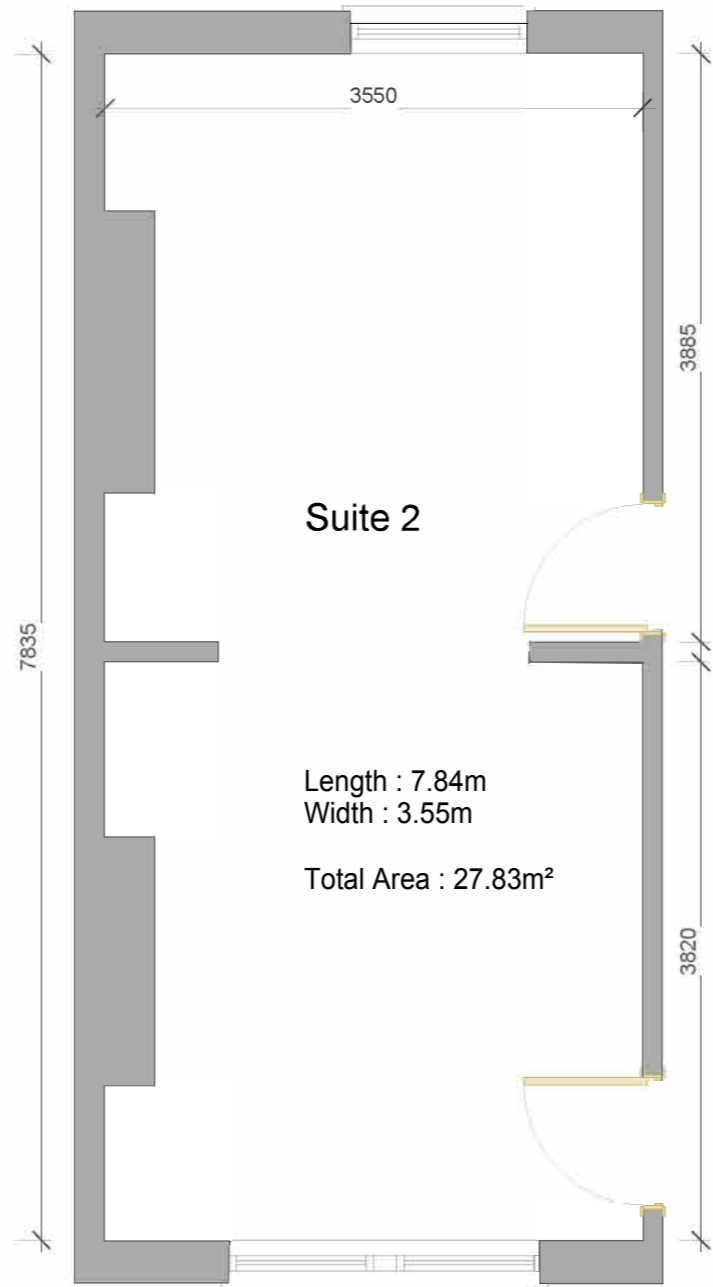 3550
3885
Suite 2
7835
Length : 7.84m
Width : 3.55m
Total Area : 27.83m²
3820